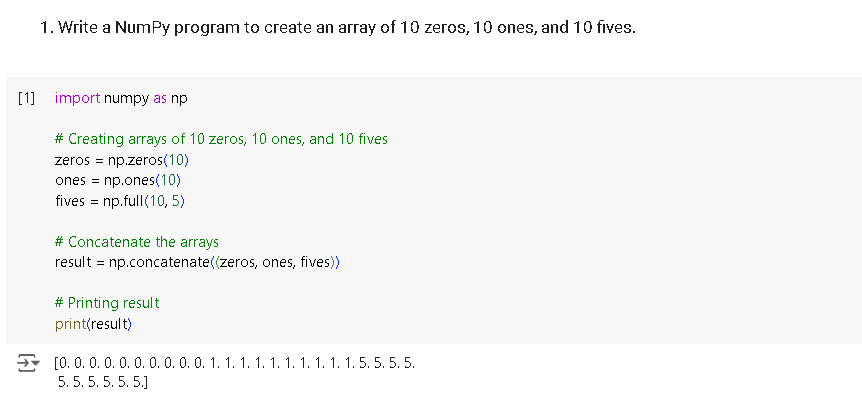 1. Write a NumPy program to create an array of 10 zeros, 10 ones, and 10 fives.
[1] import numpy as np
# Creating arrays of 10 zeros, 10 ones, and 10 fives
zeros = np.zeros(10)
ones = np.ones(10)
fives = np.full(10, 5)
# Concatenate the arrays
result = np.concatenate((zeros, ones, fives))
# Printing result
print(result)
[0. 0. 0. 0. 0. 0. 0. 0. 0. 0. 1. 1. 1. 1. 1. 1. 1. 1. 1. 1. 5. 5. 5. 5.
5. 5. 5. 5. 5. 5.]